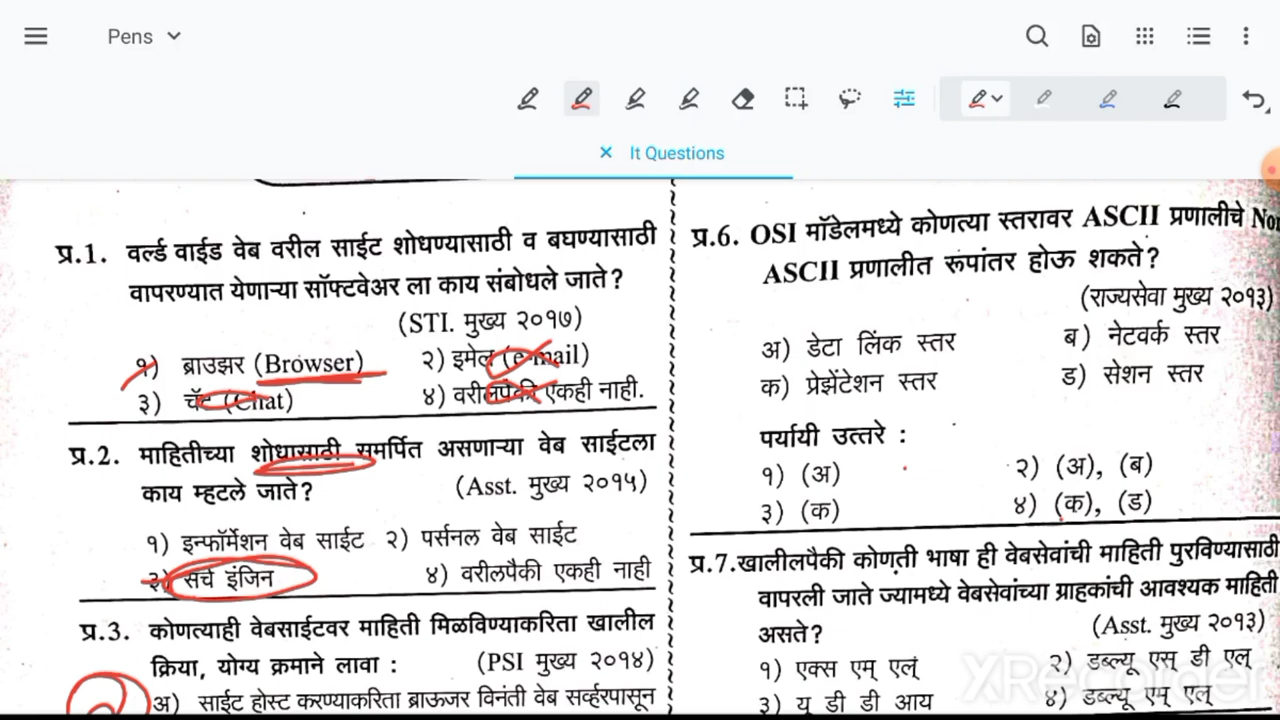 Pens
It Questions
प्र.1. वर्ल्ड वाईड वेब वरील साईट शोधण्यासाठी व बघण्यासाठी
वापरण्यात येणाऱ्या सॉफ्टवेअर ला काय संबोधले जाते?
(STI. मुख्य २०१७)
१) ब्राउझर (Browser) २) इमेल (e-mail)
३) चॅट (Chat) ४) वरीलपैकी एकही नाही.
प्र.2. माहितीच्या शोधासाठी समर्पित असणाऱ्या वेब साईटला
काय म्हटले जाते? (Asst. मुख्य २०१५)
१) इन्फॉर्मेशन वेब साईट २) पर्सनल वेब साईट
३) सर्च इंजिन ४) वरीलपैकी एकही नाही
प्र.3. कोणत्याही वेबसाईटवर माहिती मिळविण्याकरिता खालील
क्रिया, योग्य क्रमाने लावा : (PSI मुख्य २०१४)
अ) साईट होस्ट करण्याकरिता ब्राऊजर विनंती वेब सर्व्हरपासून
प्र.6. OSI मॉडेलमध्ये कोणत्या स्तरावर ASCII प्रणालीचे Non
ASCII प्रणालीत रूपांतर होऊ शकते?
(राज्यसेवा मुख्य २०१३)
अ) डेटा लिंक स्तर ब) नेटवर्क स्तर
क) प्रेझेंटेशन स्तर ड) सेशन स्तर
पर्यायी उत्तरे :
१) (अ) २) (अ), (ब)
३) (क) ४) (क), (ड)
प्र.7. खालीलपैकी कोणती भाषा ही वेबसेवांची माहिती पुरविण्यासाठी
वापरली जाते ज्यामध्ये वेबसेवांच्या ग्राहकांची आवश्यक माहिती
असते? (Asst. मुख्य २०१३)
१) एक्स एम् एल् २) डब्ल्यू एस् डी एल्
३) यू डी डी आय ४) डब्ल्यू एम् एल्
XRecorder